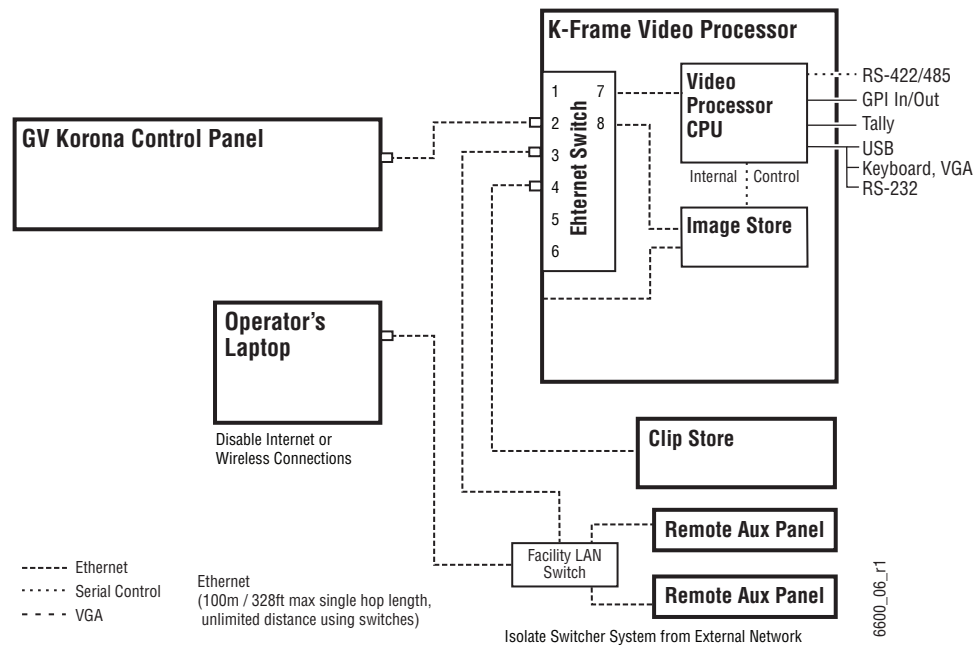 K-Frame Video Processor
Ehternet Switch
1
2
3
4
5
6
7
8
Video
Processor
CPU
Internal Control
Image Store
RS-422/485
GPI In/Out
Tally
USB
Keyboard, VGA
RS-232
GV Korona Control Panel
Operator's
Laptop
Disable Internet or
Wireless Connections
Clip Store
Remote Aux Panel
Facility LAN
Switch
Remote Aux Panel
Ethernet
Serial Control
VGA
Ethernet
(100m / 328ft max single hop length,
unlimited distance using switches)
Isolate Switcher System from External Network
6600_06_r1